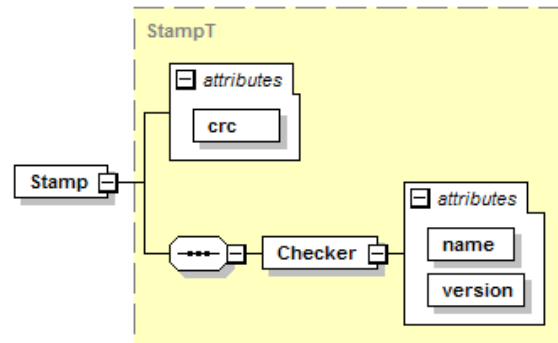 StampT
attributes
crc
Stamp
attributes
Checker
name
version